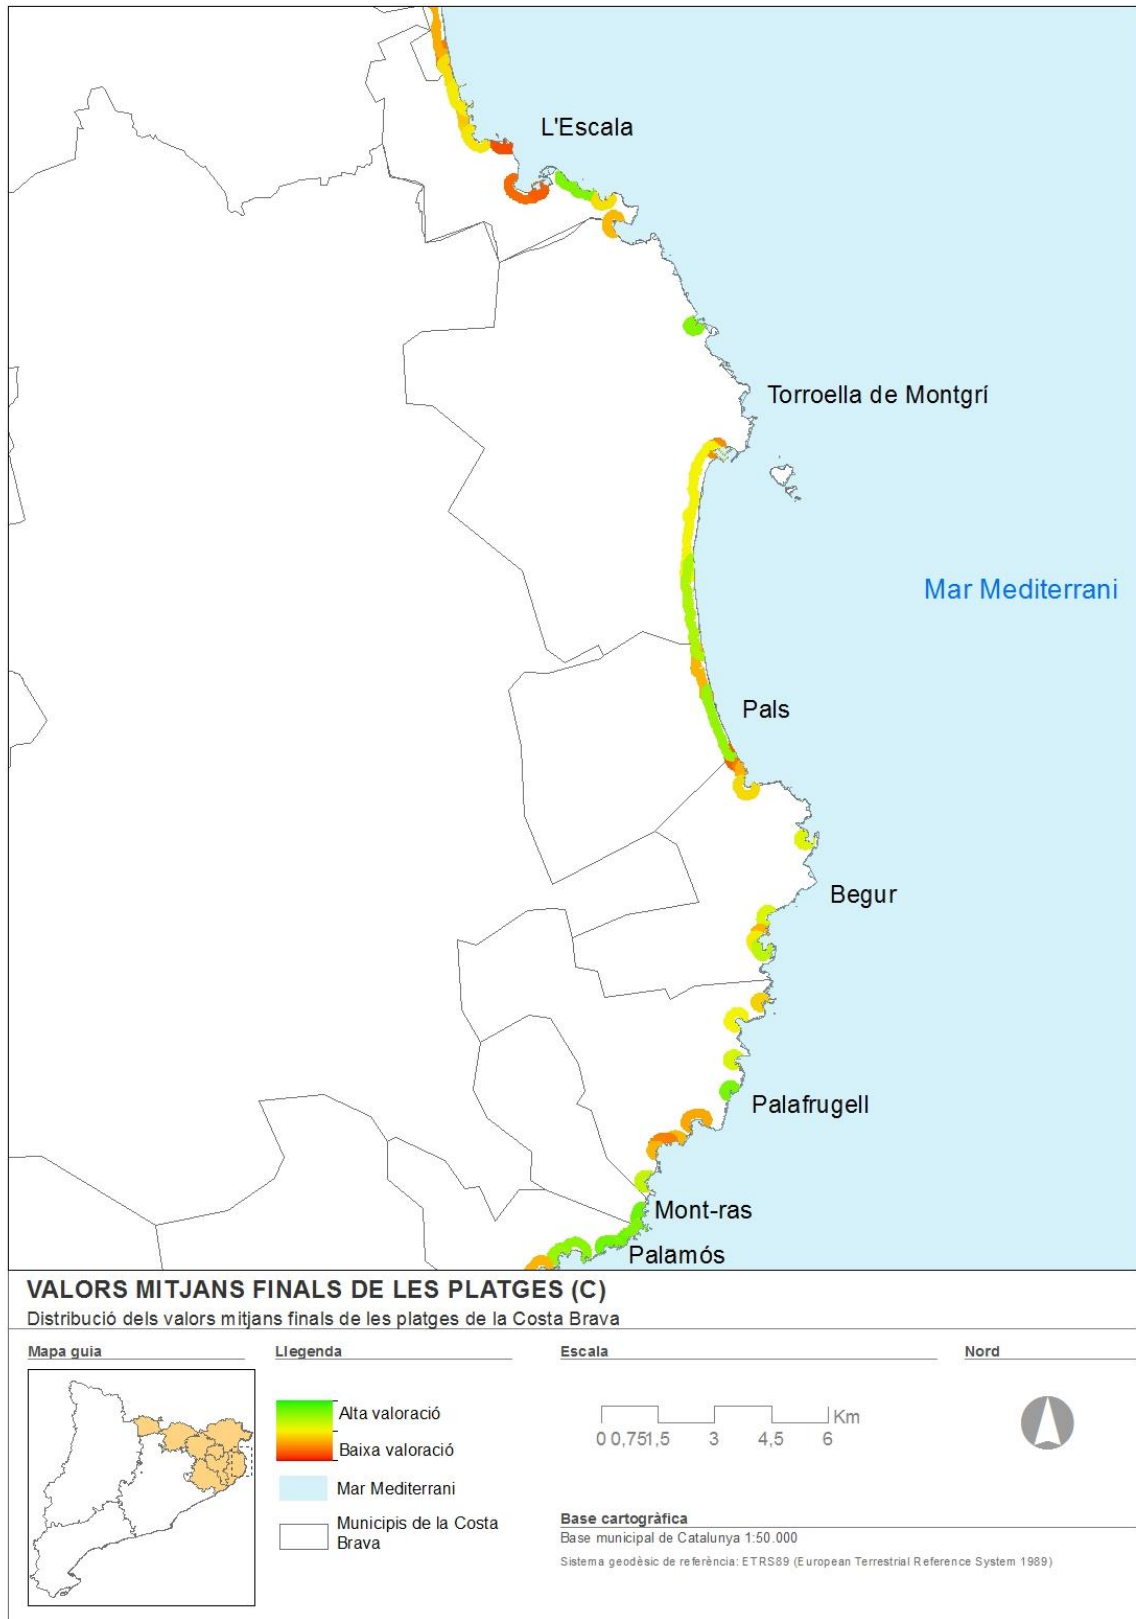 L'Escala
Torroella de Montgrí
Mar Mediterrani
Pals
Begur
Palafrugell
Mont-ras
Palamós
VALORS MITJANS FINALS DE LES PLATGES (C)
Distribució dels valors mitjans finals de les platges de la Costa Brava
Mapa guia
Llegenda
Escala
Nord
Alta valoració
Baixa valoració
Mar Mediterrani
Municipis de la Costa
Brava
Km
0 0,751,5 3 4,5 6
Base cartogràfica
Base municipal de Catalunya 1:50.000
Sistema geodèsic de referència: ETRS89 (European Terrestrial Reference System 1989)